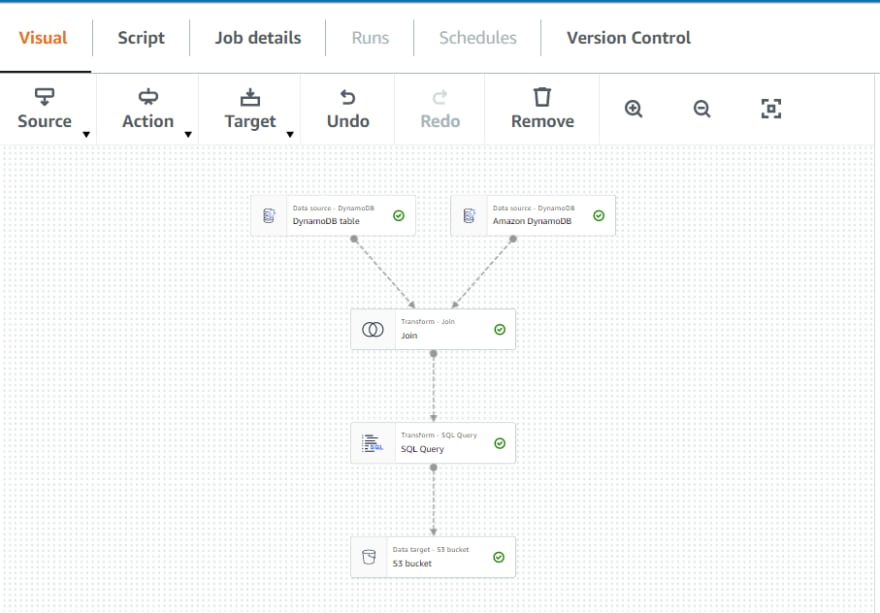 Visual Script Job details Runs Schedules Version Control
Source Action Target Undo Redo Remove
Data source - DynamoDB
DynamoDB table
Data source - DynamoDB
Amazon DynamoDB
Transform - Join
Join
Transform - SQL Query
SQL Query
SQL
Data target - S3 bucket
S3 bucket